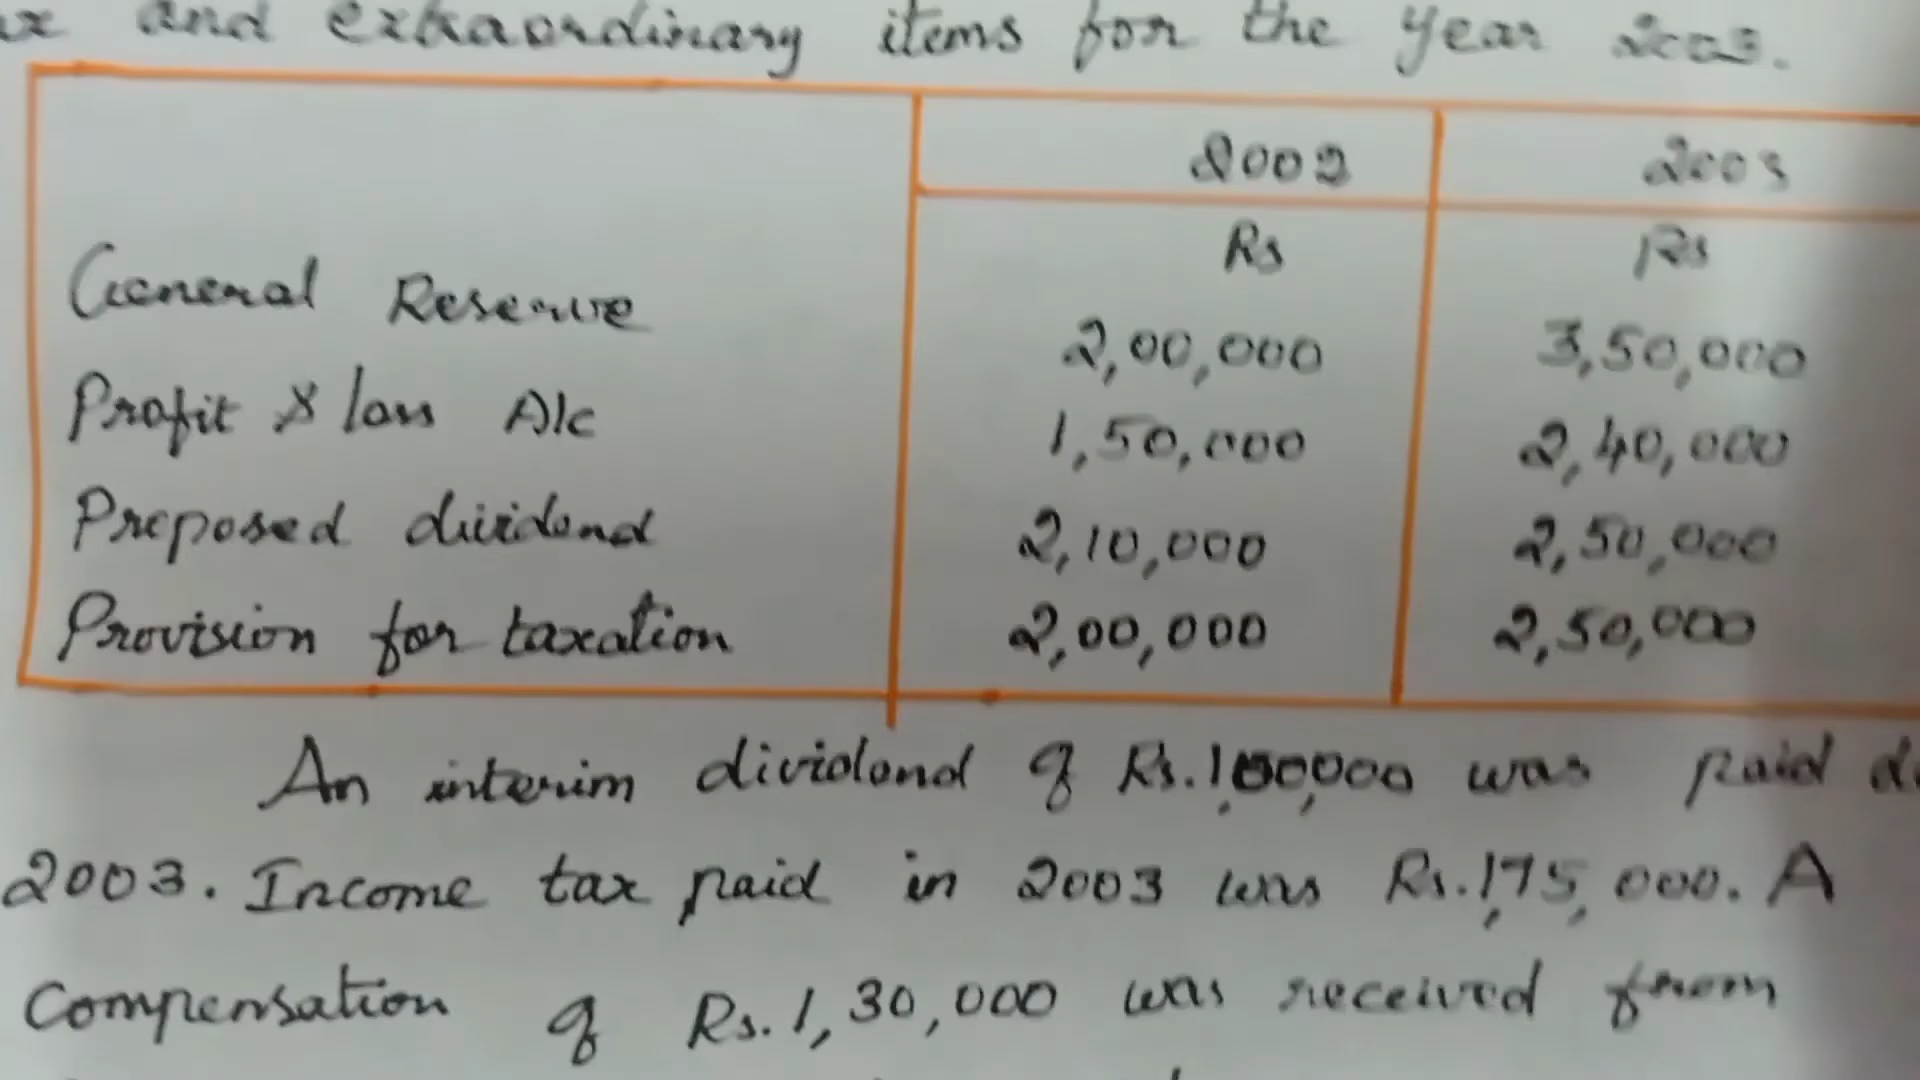 and extraordinary items for the year 2003.
2002 2003
Rs Rs
General Reserve 2,00,000 3,50,000
Profit & loss A/c 1,50,000 2,40,000
Proposed dividend 2,10,000 2,50,000
Provision for taxation 2,00,000 2,50,000
An interim dividend of Rs. 1,00,000 was paid
2003. Income tax paid in 2003 was Rs. 1,75,000. A
Compensation of Rs. 1,30,000 was received from